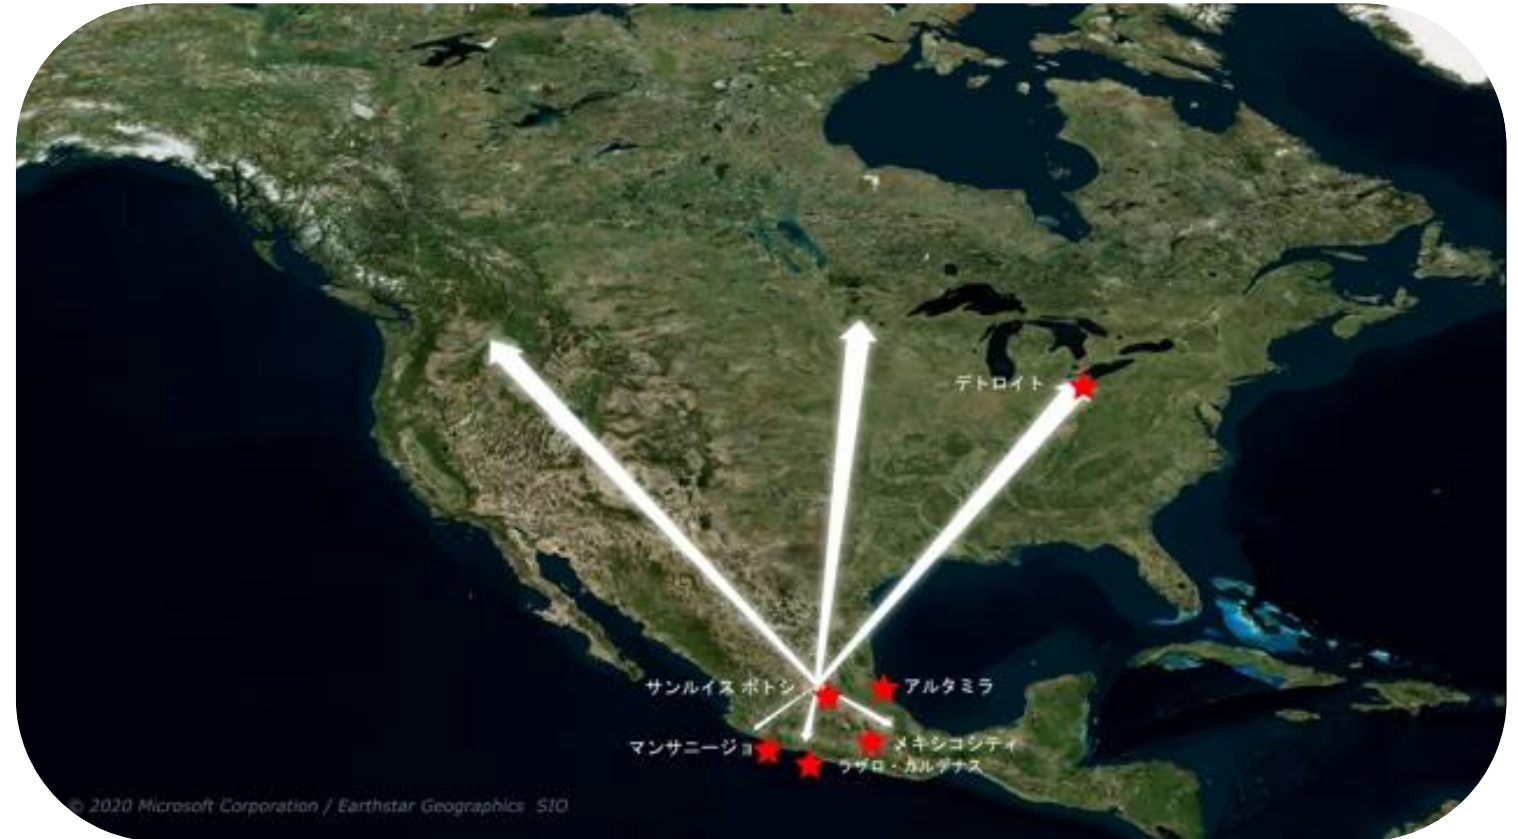 デトロイト
サンルイス ポトシ
アルタミラ
マンサニージョ
メキシコシティ
ラザロ・カルデナス
© 2020 Microsoft Corporation / Earthstar Geographics SIO